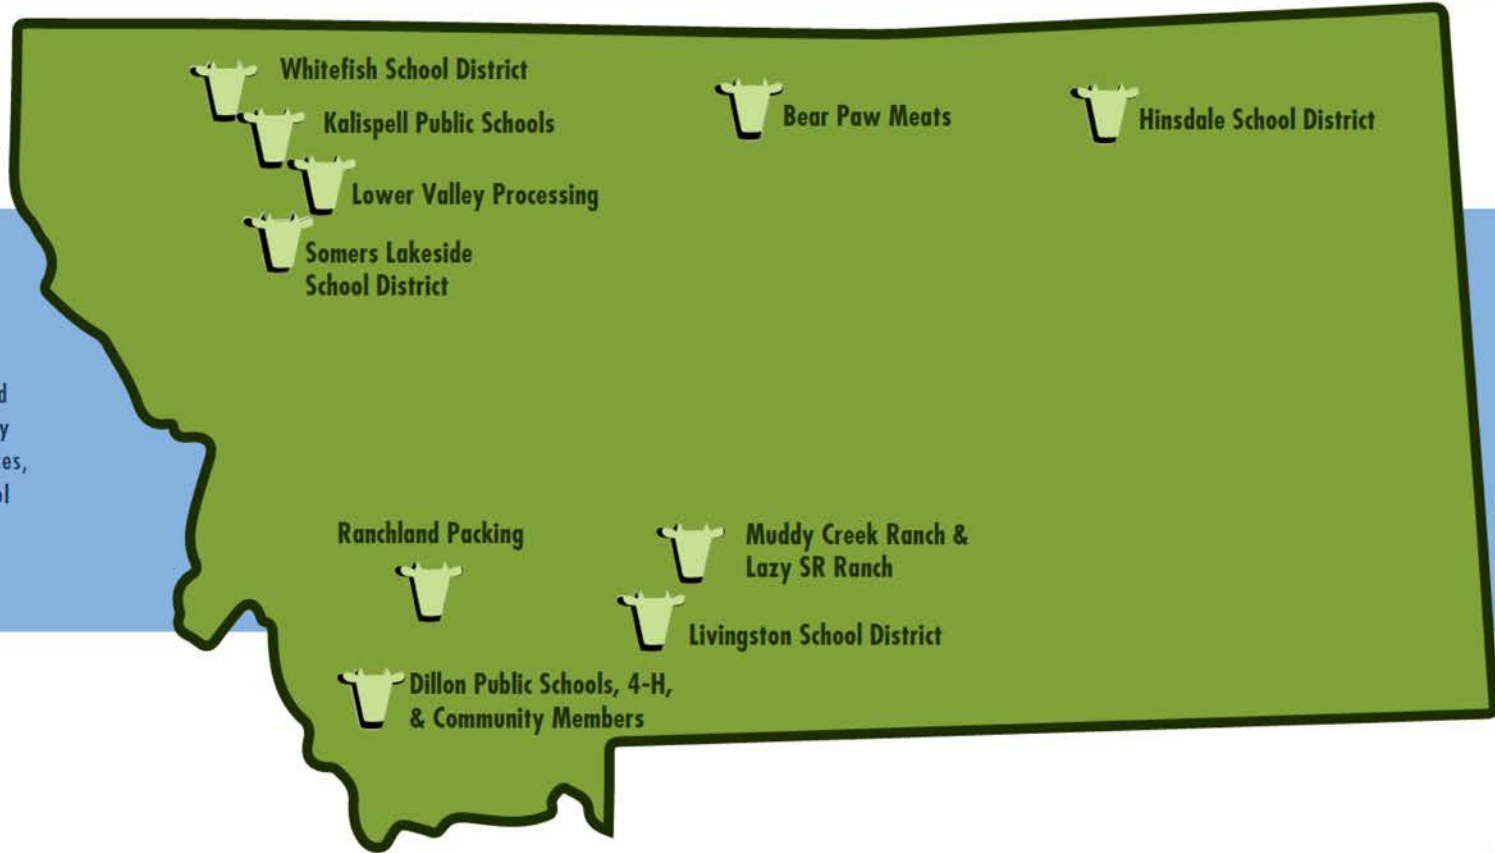 Whitefish School District
Kalispell Public Schools
Lower Valley Processing
Somers Lakeside
School District
Bear Paw Meats
Hinsdale School District
Ranchland Packing
Muddy Creek Ranch &
Lazy SR Ranch
Livingston School District
Dillon Public Schools, 4-H,
& Community Members